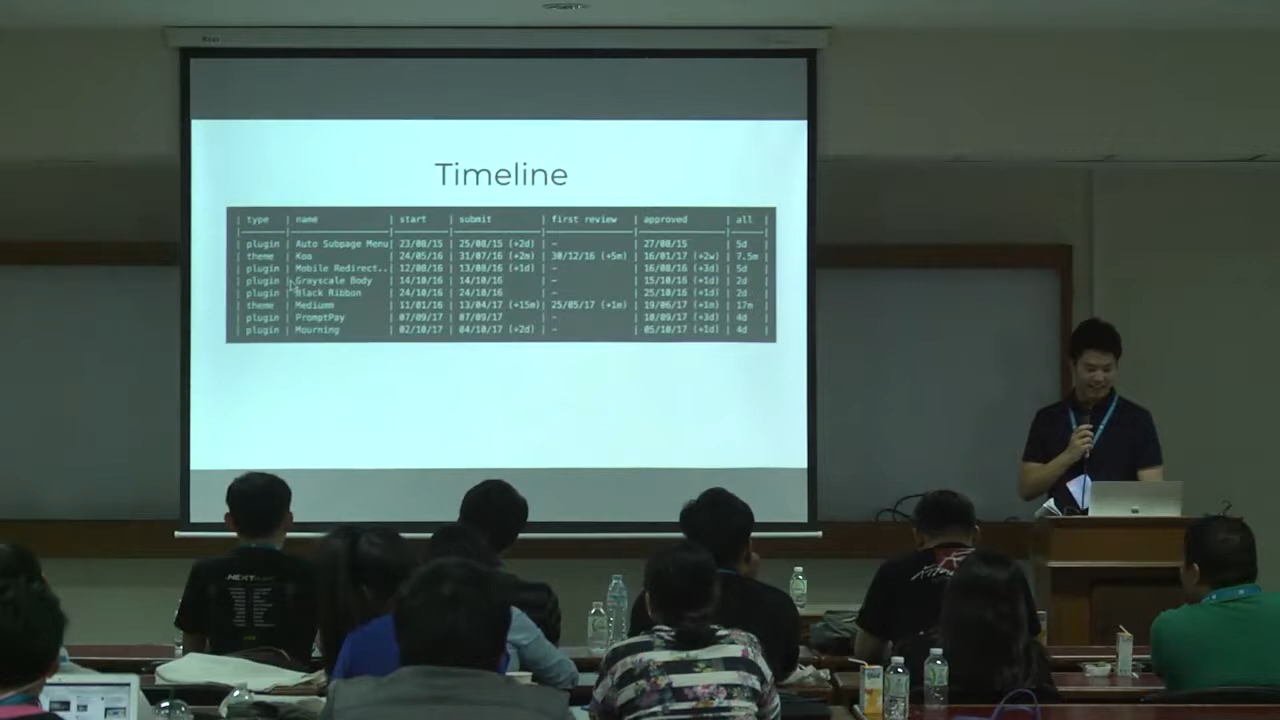 Timeline
| type | name | start | submit | first review | approved | all |
| plugin | Auto Subpage Menu| 23/08/15 | 25/08/15 (+2d) | – | 27/08/15 | 5d |
| theme | Koo | 24/05/16 | 31/07/16 (+2m) | 30/12/16 (+5m) | 16/01/17 (+2w) | 7.5m |
| plugin | Mobile Redirect..| 12/08/16 | 13/08/16 (+1d) | – | 16/08/16 (+3d) | 5d |
| plugin | Grayscale Body | 14/10/16 | 14/10/16 | – | 15/10/16 (+1d) | 2d |
| plugin | Black Ribbon | 24/10/16 | 24/10/16 | – | 25/10/16 (+1d) | 2d |
| theme | Mediumm | 11/01/16 | 13/04/17 (+15m)| 25/05/17 (+1m) | 19/06/17 (+1m) | 17m |
| plugin | PromptPay | 07/09/17 | 07/09/17 | – | 10/09/17 (+3d) | 4d |
| plugin | Mourning | 02/10/17 | 04/10/17 (+2d) | – | 05/10/17 (+1d) | 4d |
NEXT